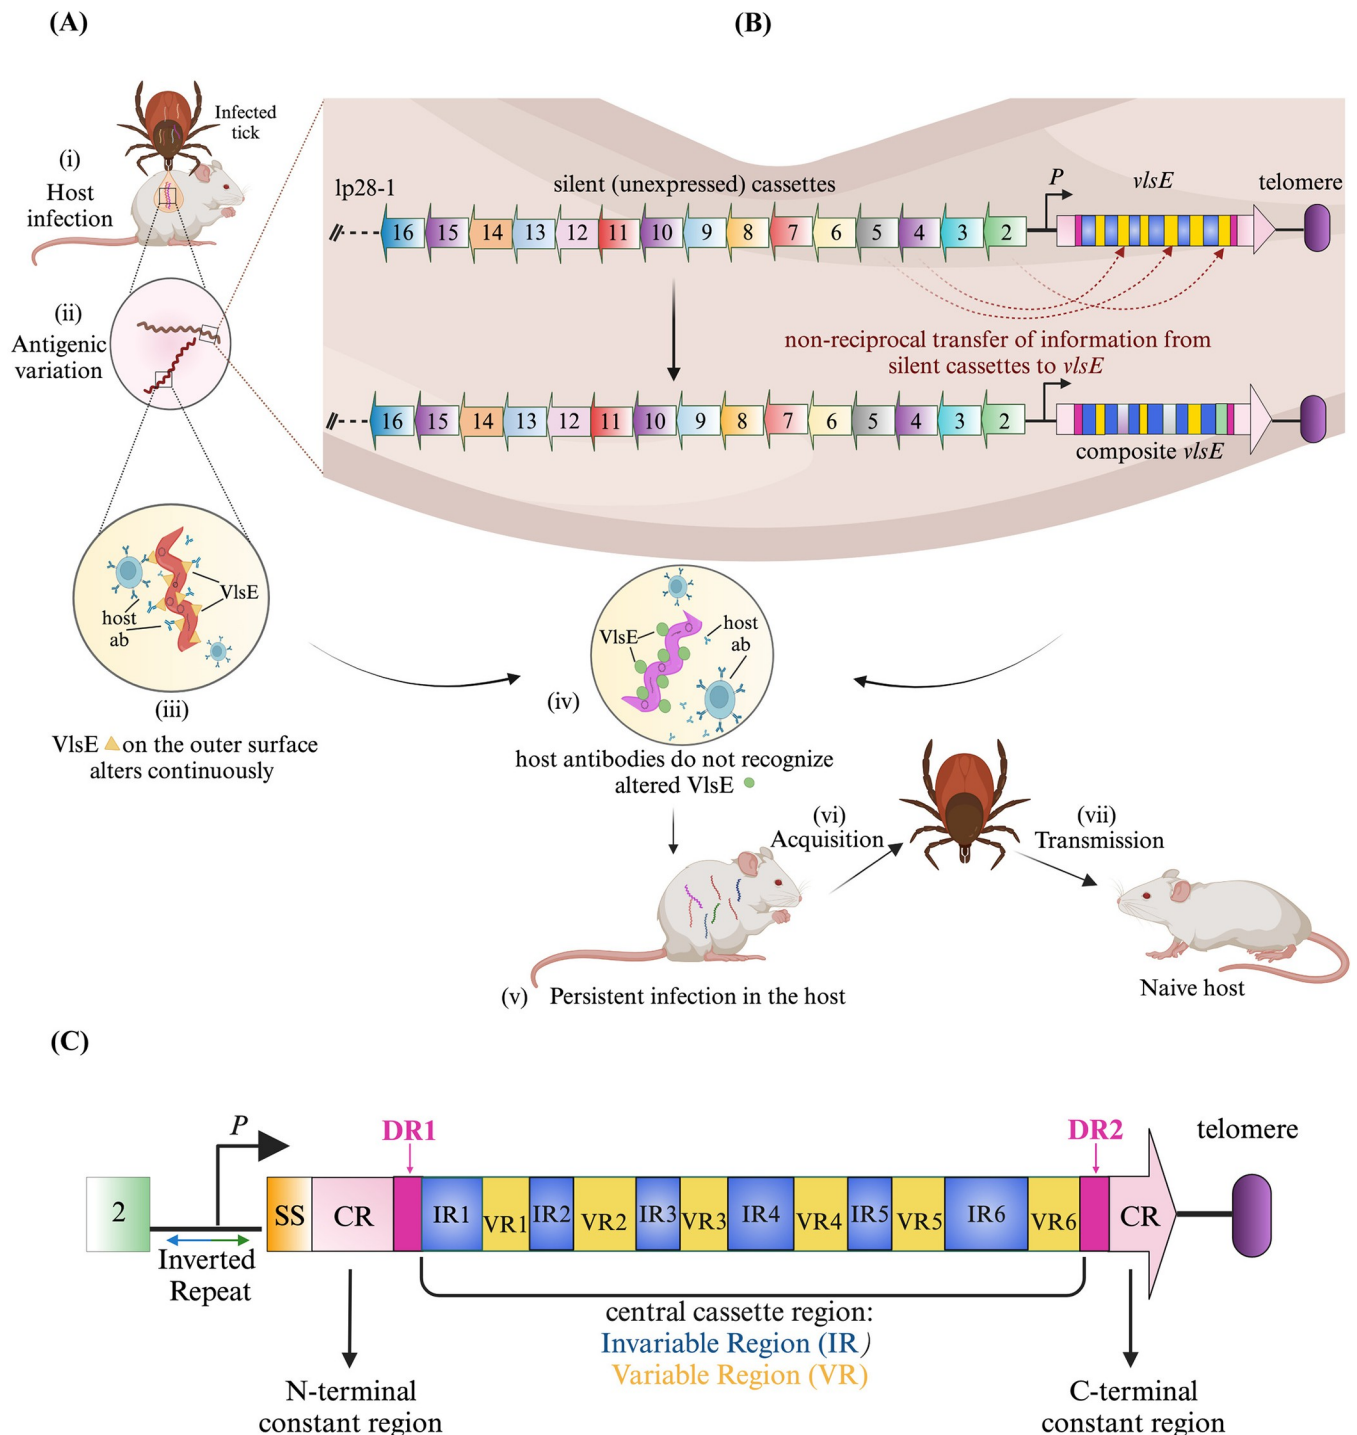 (A)
Infected
tick
(i)
Host
infection
(ii)
Antigenic
variation
VlsE
host
ab
(iii)
VlsE on the outer surface
alters continuously
(B)
lp28-1
silent (unexpressed) cassettes
P
vlsE
telomere
16 15 14 13 12 11 10 9 8 7 6 5 4 3 2
non-reciprocal transfer of information from
silent cassettes to vlsE
16 15 14 13 12 11 10 9 8 7 6 5 4 3 2
composite vlsE
VlsE
host
ab
(iv)
host antibodies do not recognize
altered VlsE
(v) Persistent infection in the host
(vi)
Acquisition
(vii)
Transmission
Naive host
(C)
P
DR1
DR2
telomere
2
SS CR IR1 VR1 IR2 VR2 IR3 VR3 IR4 VR4 IR5 VR5 IR6 VR6 CR
Inverted
Repeat
central cassette region:
Invariable Region (IR)
Variable Region (VR)
N-terminal
constant region
C-terminal
constant region